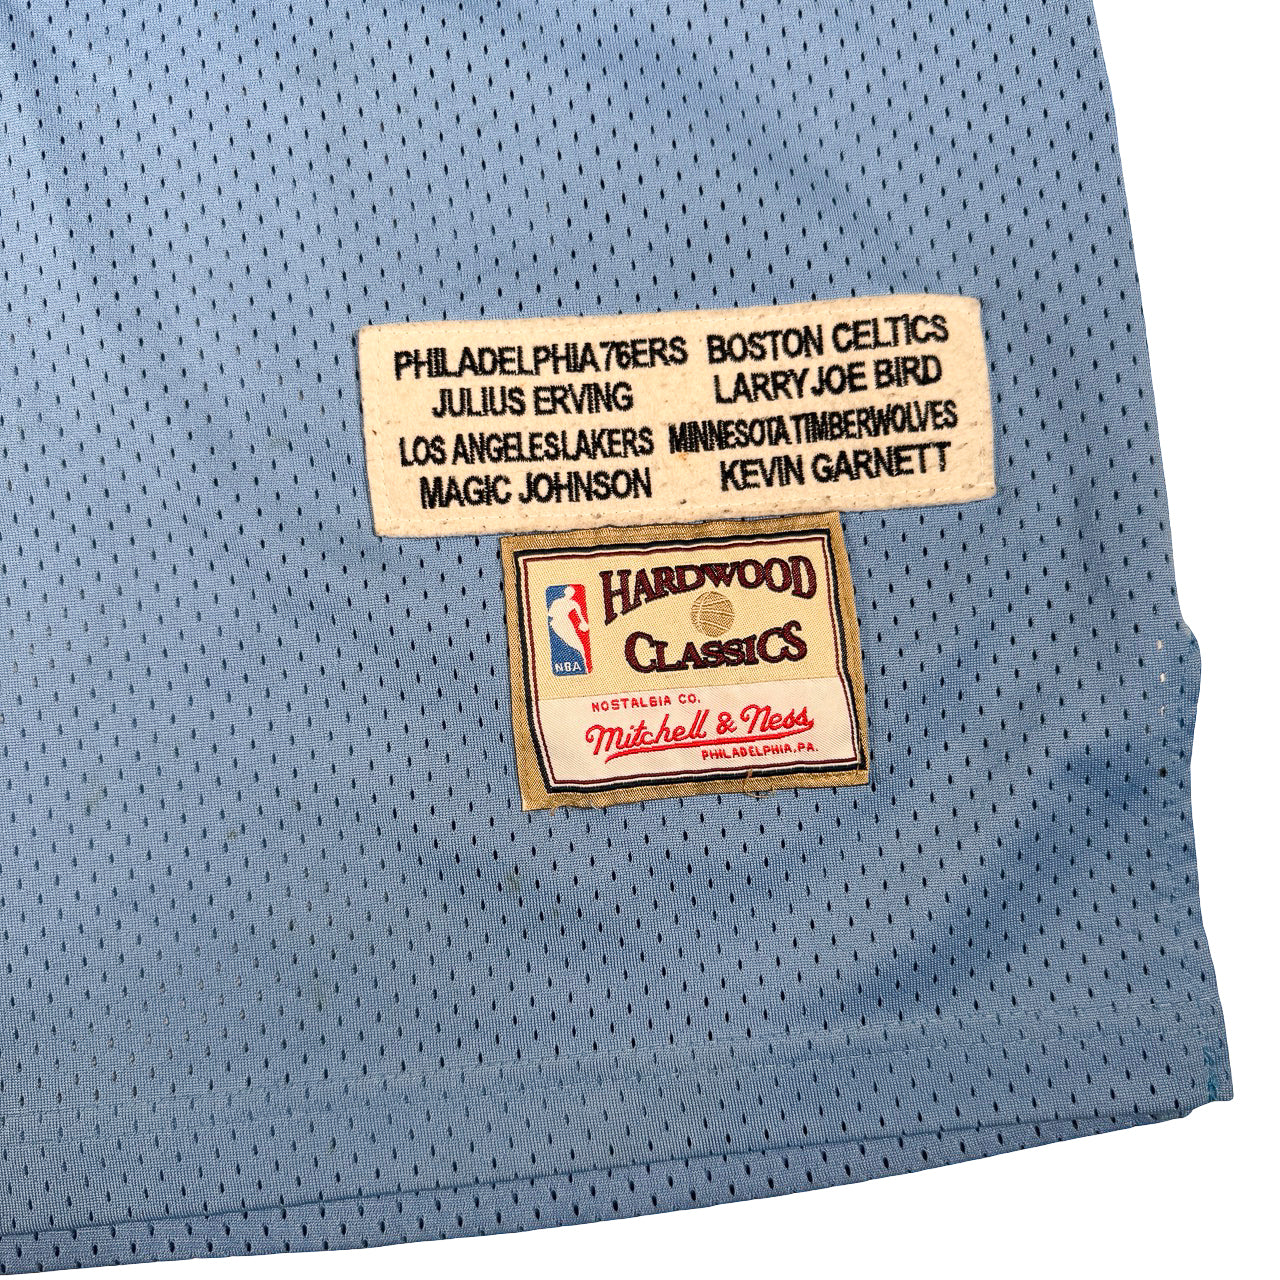 PHILADELPHIA 76ERS BOSTON CELTICS
JULIUS ERVING LARRY JOE BIRD
LOS ANGELES LAKERS MINNESOTA TIMBERWOLVES
MAGIC JOHNSON KEVIN GARNETT
HARDWOOD
CLASSICS
NBA
NOSTALGIA CO.
Mitchell & Ness
PHILADELPHIA, PA.